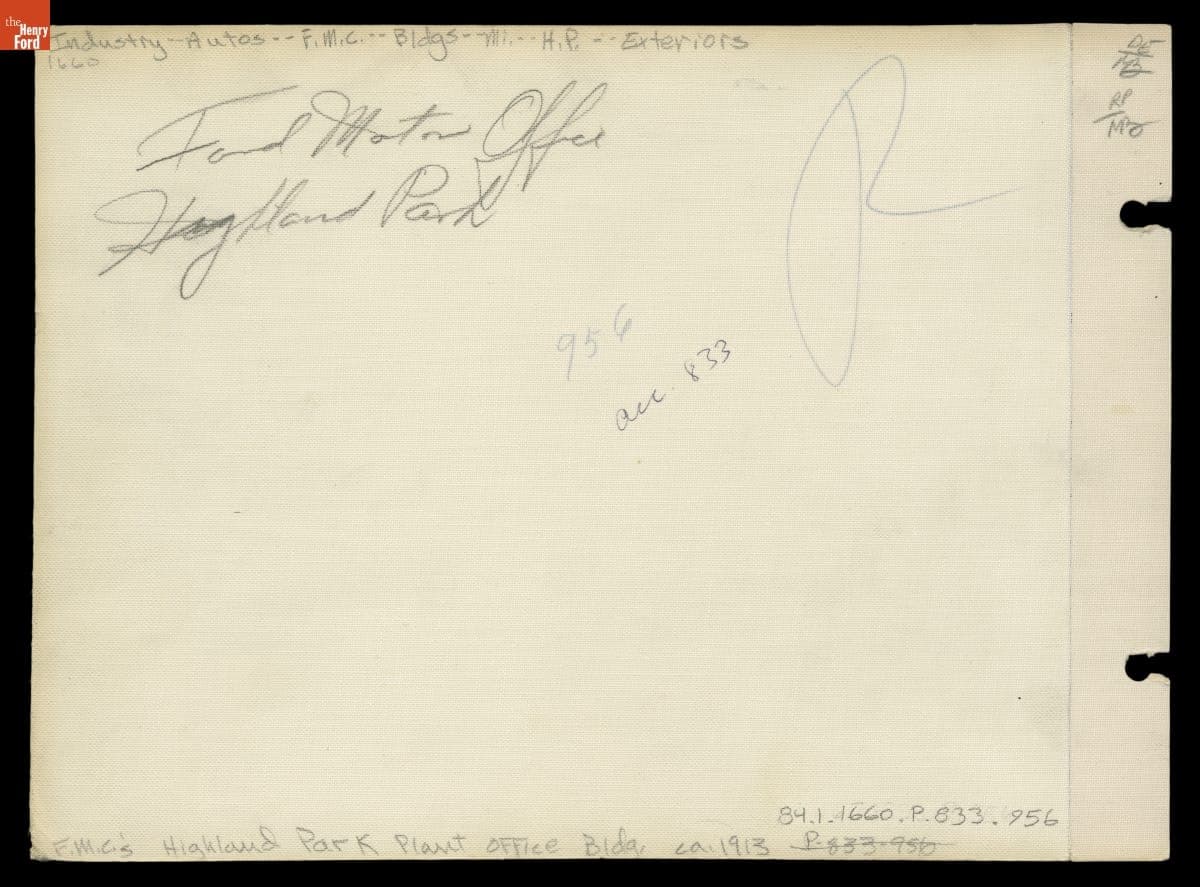 the
Henry
Ford
Industry--Autos--F.M.C.--Bldgs--Mi.--H.P.--Exteriors
1660
Ford Motor Office
Highland Park
956
acc. 833
84.1.1660.P.833.956
F.M.C.'s Highland Park Plant Office Bldg. ca.1913 P-833-956